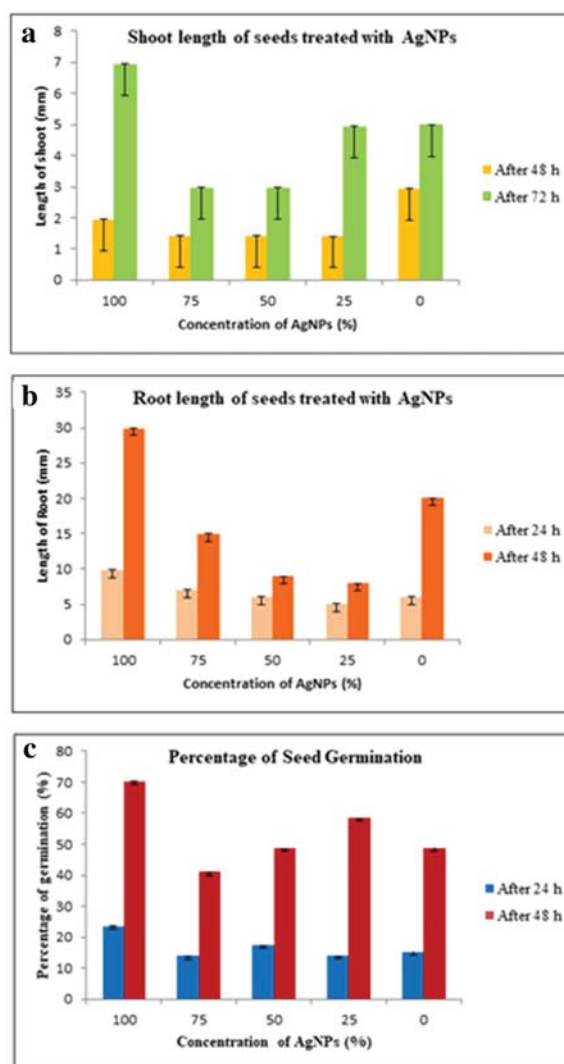 a
Shoot length of seeds treated with AgNPs
Length of shoot (mm)
8
7
6
5
4
3
2
1
0
100 75 50 25 0
Concentration of AgNPs (%)
After 48 h
After 72 h
b
Root length of seeds treated with AgNPs
Length of Root (mm)
35
30
25
20
15
10
5
0
100 75 50 25 0
Concentration of AgNPs (%)
After 24 h
After 48 h
c
Percentage of Seed Germination
Percentage of germination (%)
80
70
60
50
40
30
20
10
0
100 75 50 25 0
Concentration of AgNPs (%)
After 24 h
After 48 h